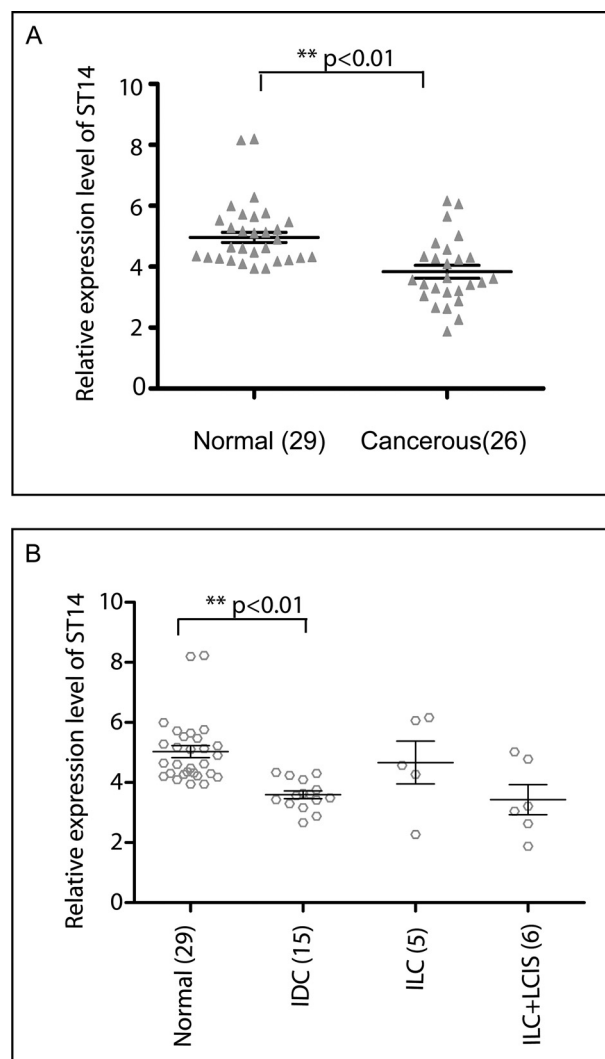 A
** p<0.01
Relative expression level of ST14
10
8
6
4
2
0
Normal (29)
Cancerous(26)
B
** p<0.01
Relative expression level of ST14
10
8
6
4
2
0
Normal (29)
IDC (15)
ILC (5)
ILC+LCIS (6)